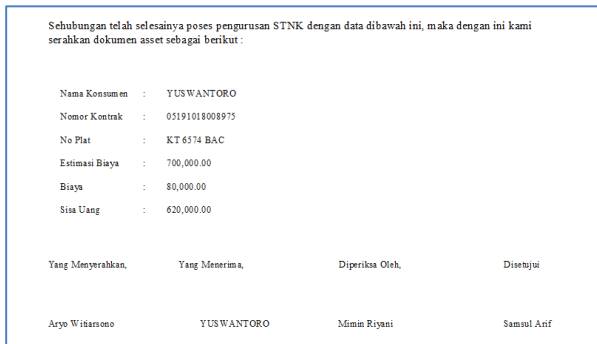 Sehubungan telah selesainya poses pengurusan STNK dengan data dibawah ini, maka dengan ini kami
serahkan dokumen asset sebagai berikut :
Nama Konsumen : YUSWANTORO
Nomor Kontrak : 05191018008975
No Plat : KT 6574 BAC
Estimasi Biaya : 700,000.00
Biaya : 80,000.00
Sisa Uang : 620,000.00
Yang Menyerahkan, Yang Menerima, Diperiksa Oleh, Disetujui
Aryo Witiarsono YUSWANTORO Mimin Riyani Samsul Arif